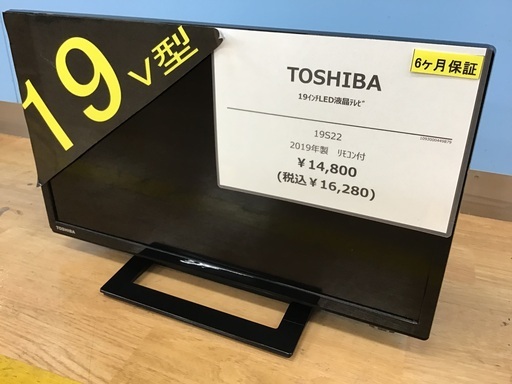 19V型
6ヶ月保証
TOSHIBA
19インチLED液晶テレビ
19S22
2019年製 リモコン付
￥14,800
(税込￥16,280)
TOSHIBA